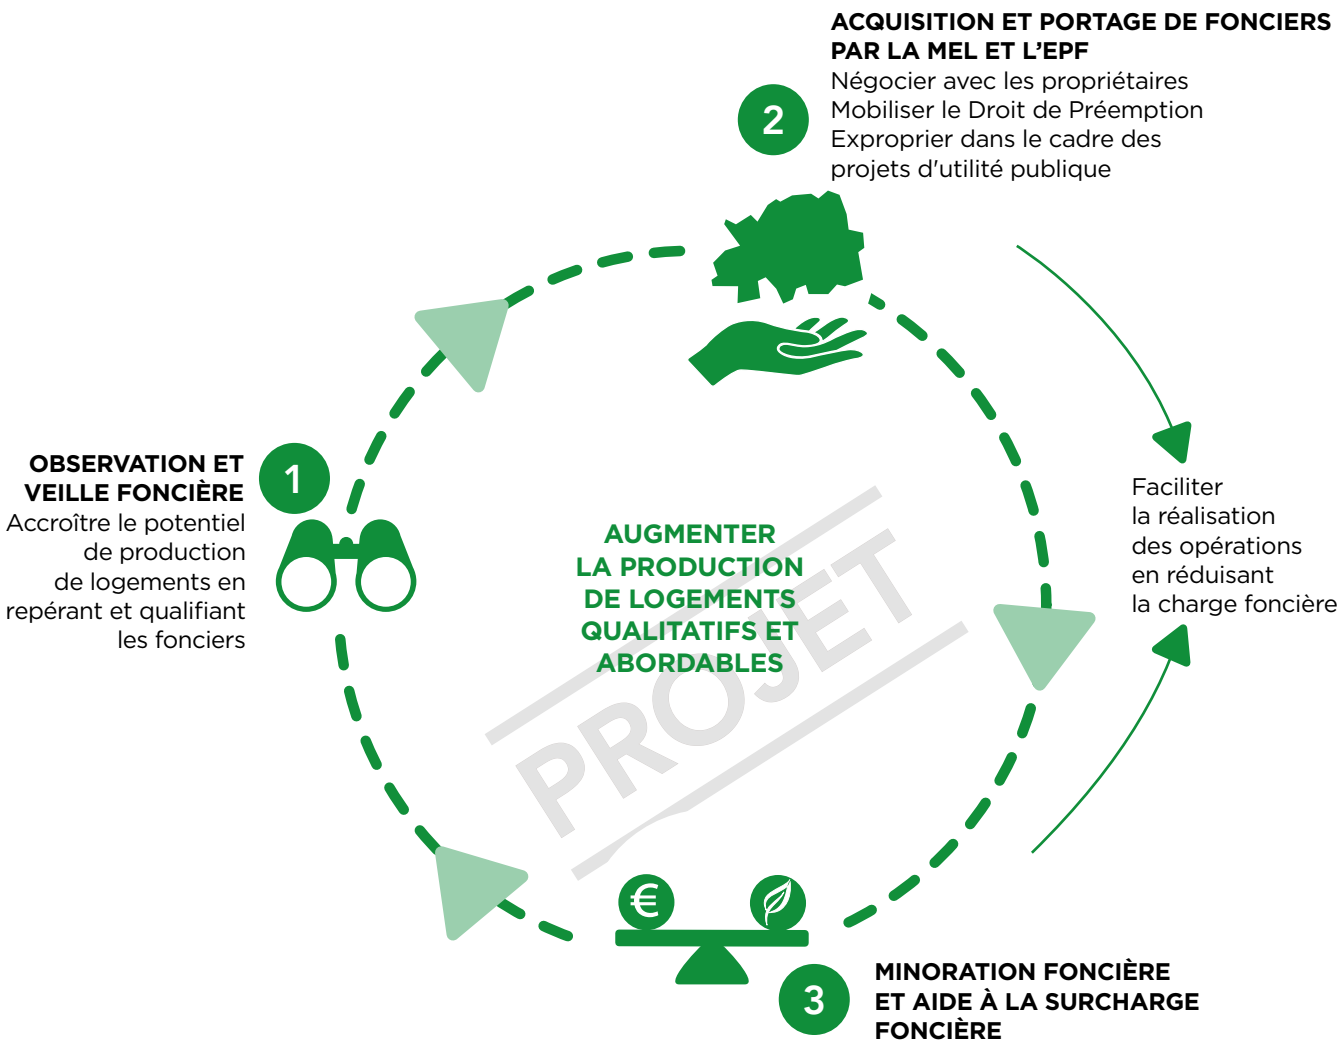 ACQUISITION ET PORTAGE DE FONCIERS
PAR LA MEL ET L'EPF
Négocier avec les propriétaires
Mobiliser le Droit de Préemption
Exproprier dans le cadre des
projets d'utilité publique
2
OBSERVATION ET
VEILLE FONCIÈRE
Accroître le potentiel
de production
de logements en
repérant et qualifiant
les fonciers
1
AUGMENTER
LA PRODUCTION
DE LOGEMENTS
QUALITATIFS ET
ABORDABLES
PROJET
Faciliter
la réalisation
des opérations
en réduisant
la charge foncière
€
3
MINORATION FONCIÈRE
ET AIDE À LA SURCHARGE
FONCIÈRE